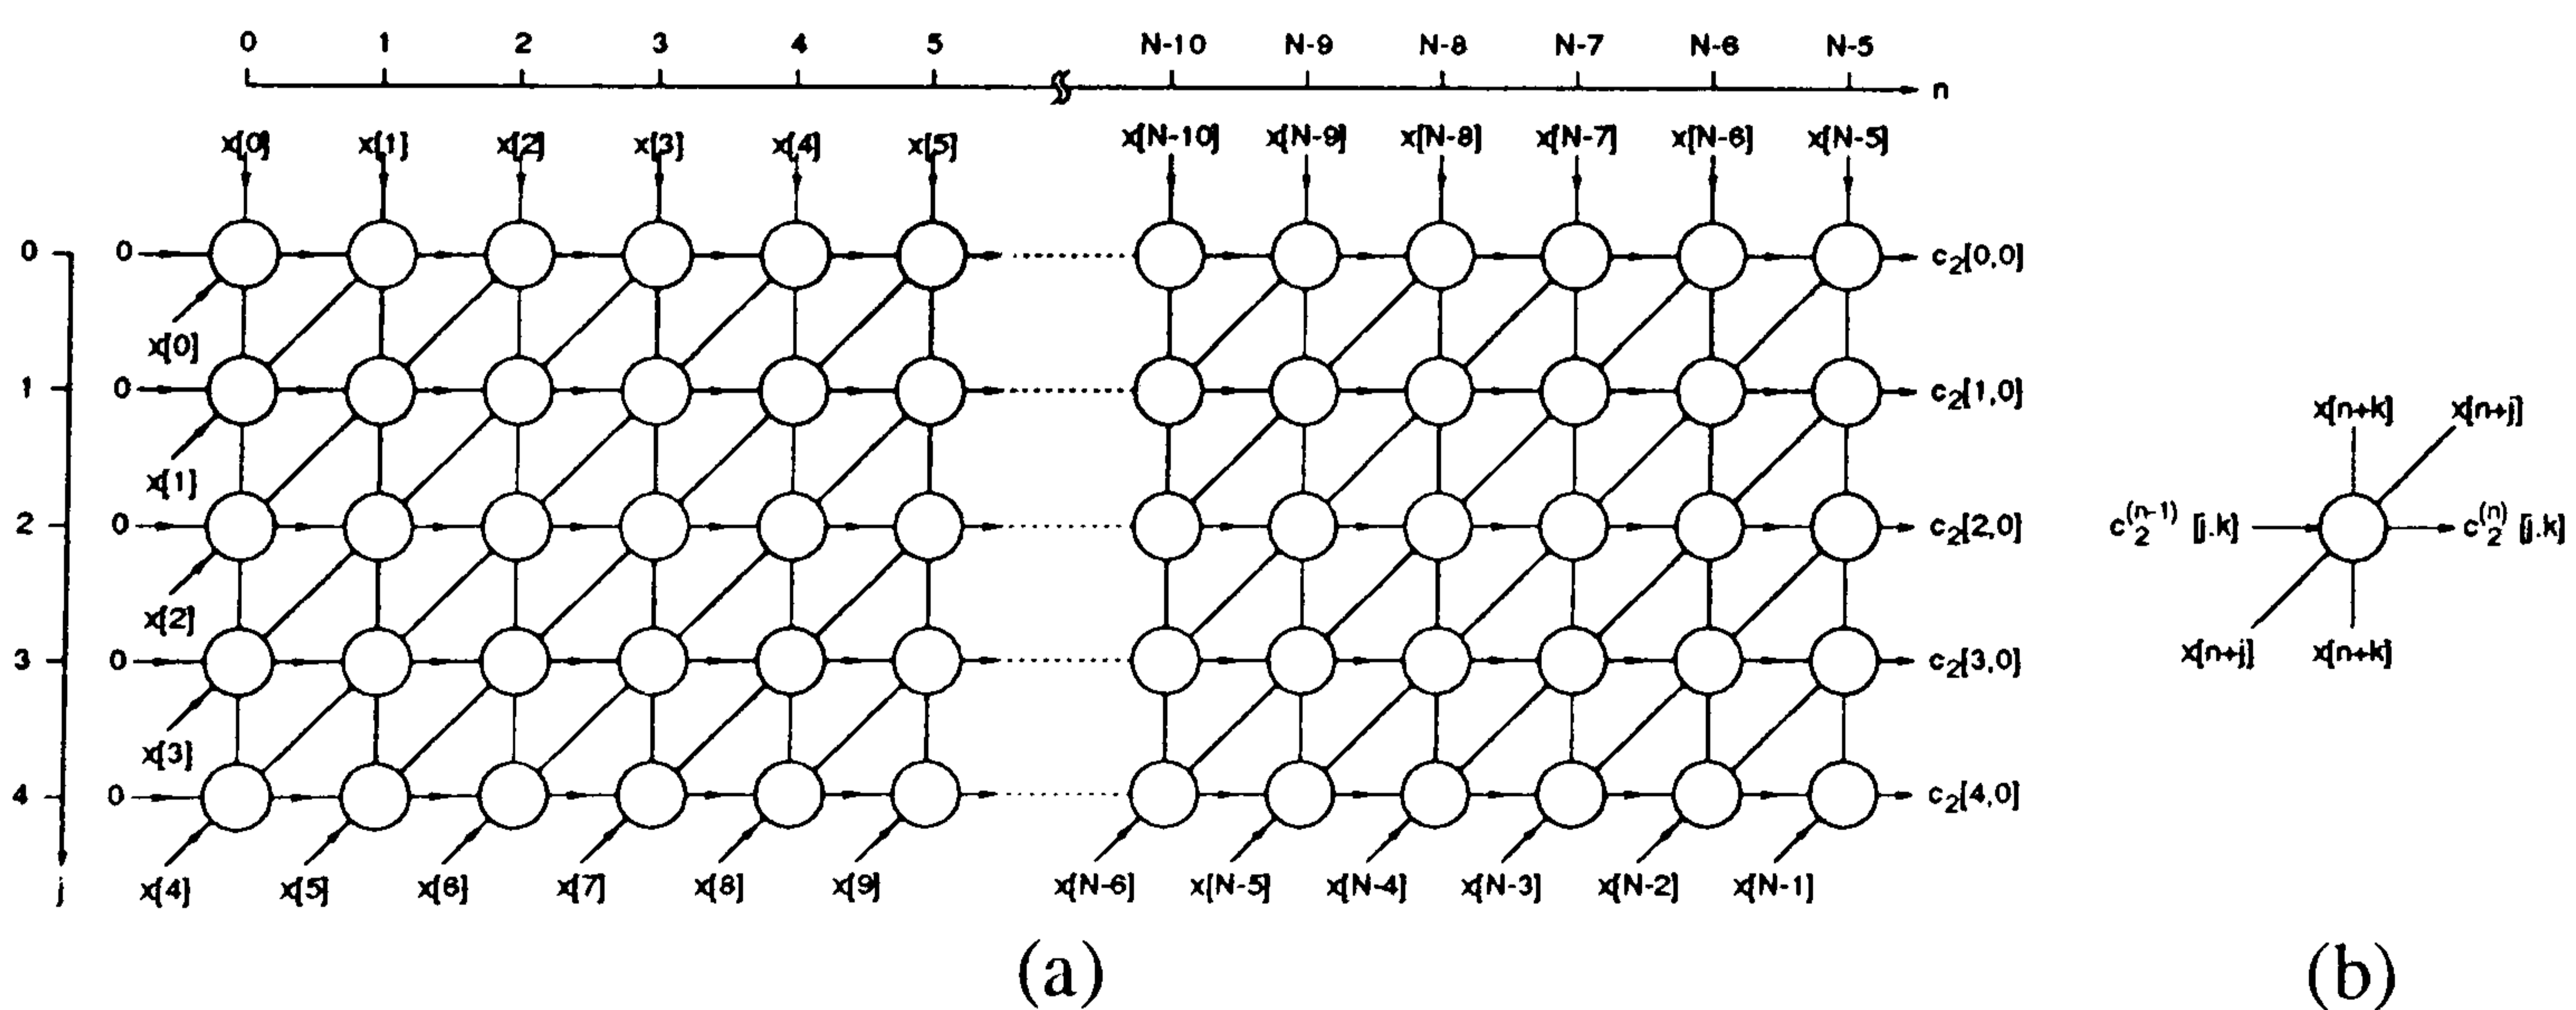 0 1 2 3 4 5 N-10 N-9 N-8 N-7 N-6 N-5
n
x[0] x[1] x[2] x[3] x[4] x[5] x[N-10] x[N-9] x[N-8] x[N-7] x[N-6] x[N-5]
0 0 c₂[0,0]
x[0]
1 0 c₂[1,0]
x[n+k] x[n+j]
x[1]
2 0 c₂[2,0] c₂⁽ⁿ⁻¹⁾ [j.k] c₂⁽ⁿ⁾ [j.k]
x[2]
x[n+j] x[n+k]
3 0 c₂[3,0]
x[3]
4 0 c₂[4,0]
j x[4] x[5] x[6] x[7] x[8] x[9] x[N-6] x[N-5] x[N-4] x[N-3] x[N-2] x[N-1]
(a) (b)